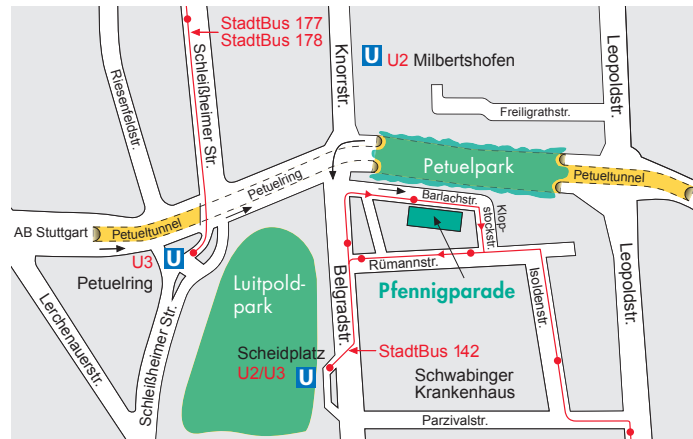 StadtBus 177
StadtBus 178
Schleißheimer Str.
Knorrstr.
U
U2 Milbertshofen
Leopoldstr.
Riesenfeldstr.
Freiligrathstr.
Petuelpark
Petuelring
Petueltunnel
Barlachstr.
Klop-
stockstr.
AB Stuttgart
Petueltunnel
U3
U
Petuelring
Rümannstr.
Luitpold-
park
Pfennigparade
Belgradstr.
Isoldenstr.
Leopoldstr.
Lerchenauerstr.
Schleißheimer Str.
Scheidplatz
U2/U3
U
StadtBus 142
Schwabinger
Krankenhaus
Parzivalstr.